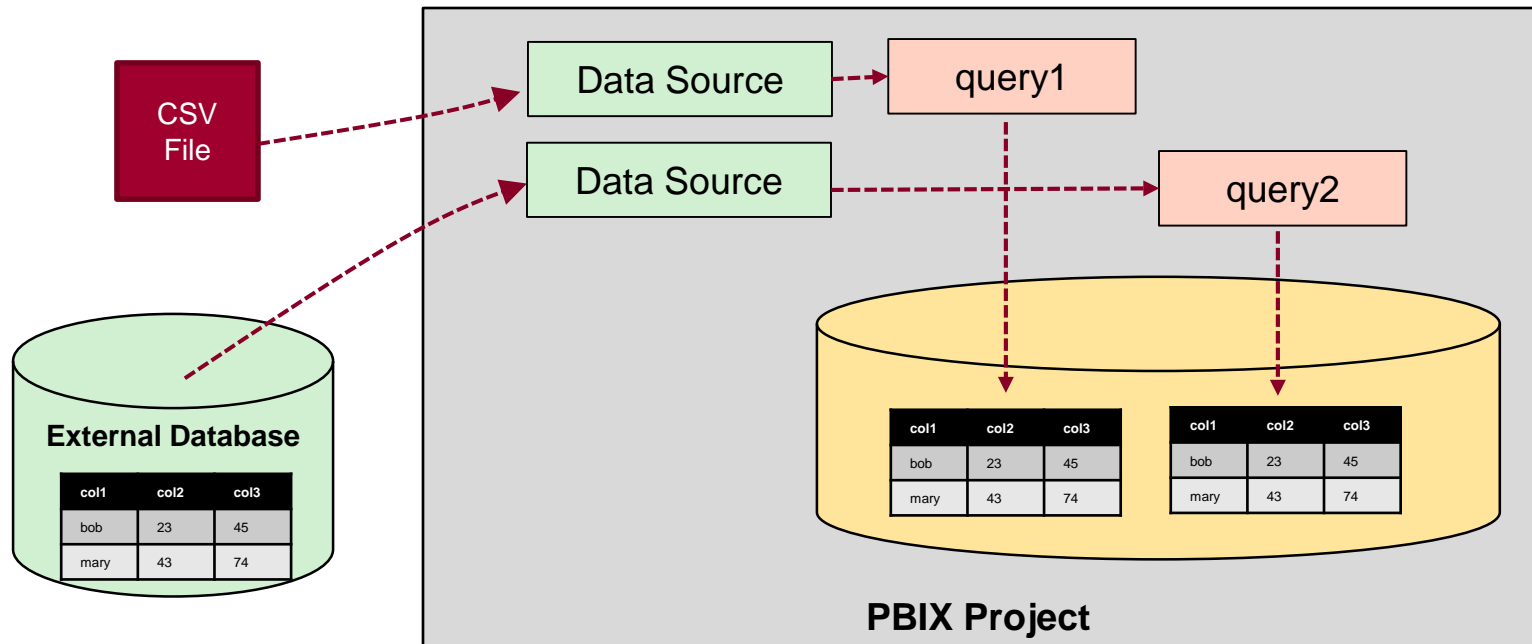 Data Source
query1
CSV
File
Data Source
query2
External Database
col1 col2 col3
bob 23 45
mary 43 74
col1 col2 col3
bob 23 45
mary 43 74
col1 col2 col3
bob 23 45
mary 43 74
PBIX Project